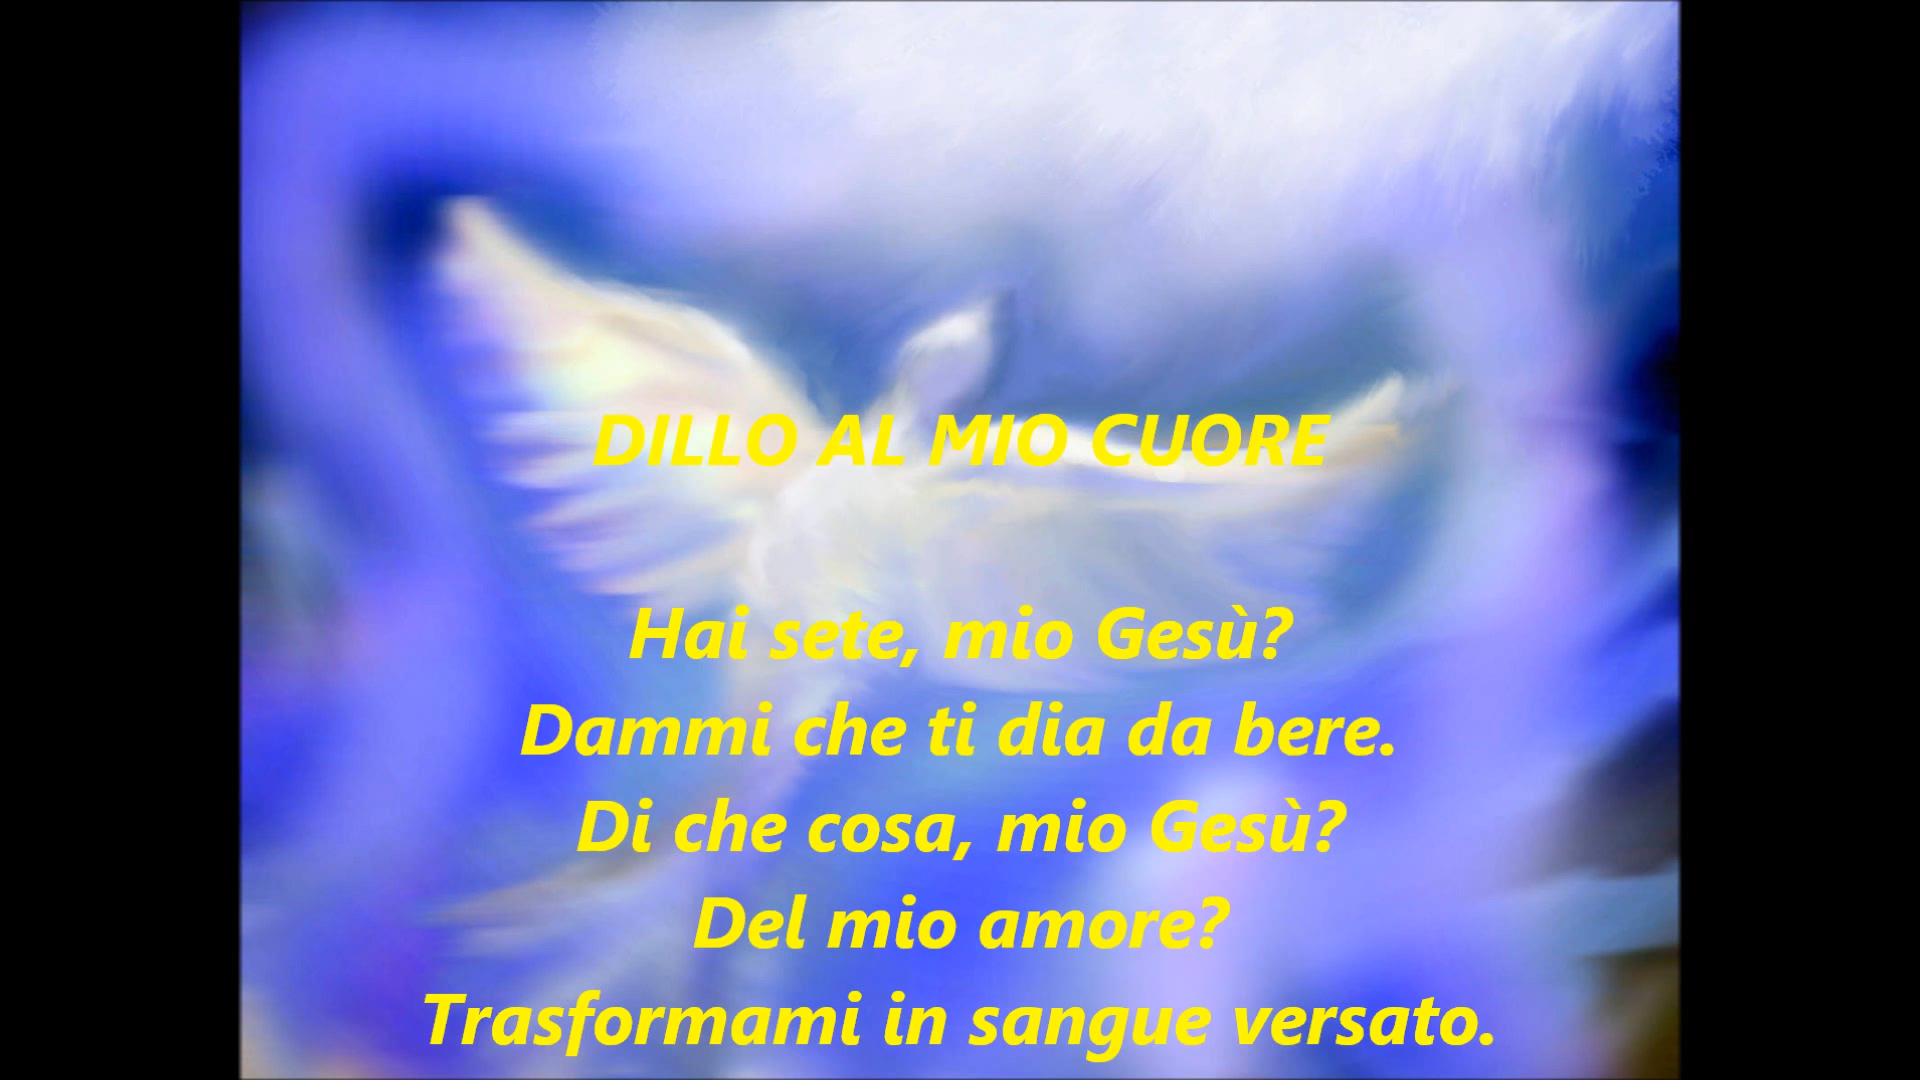 DILLO AL MIO CUORE
Hai sete, mio Gesù?
Dammi che ti dia da bere.
Di che cosa, mio Gesù?
Del mio amore?
Trasformami in sangue versato.